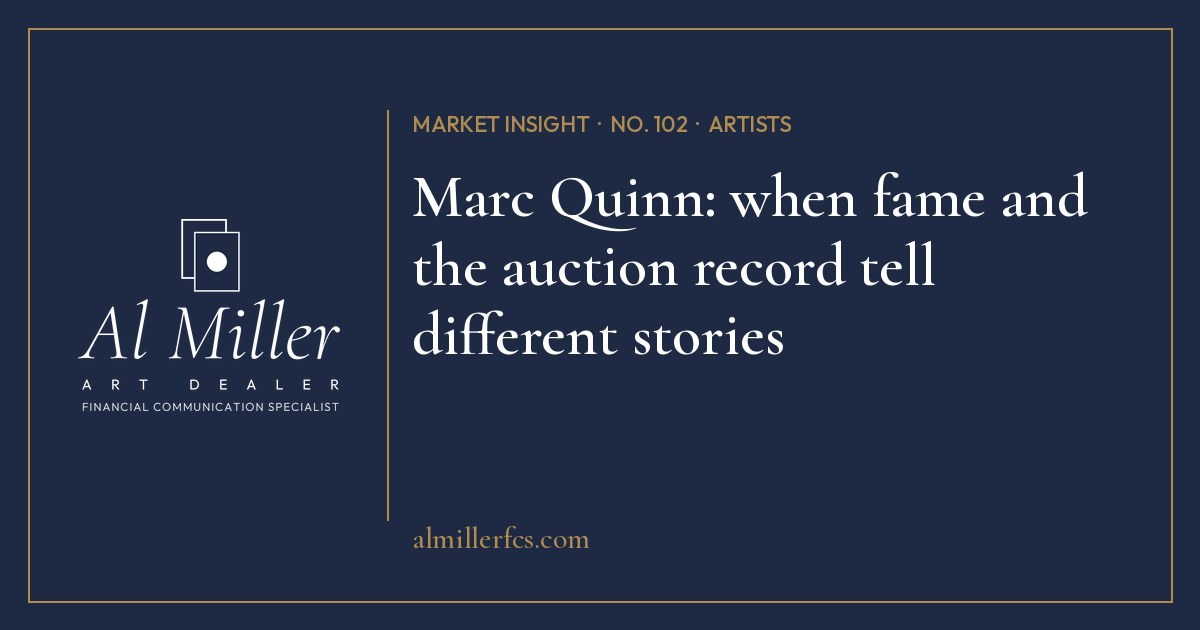 MARKET INSIGHT · NO. 102 · ARTISTS
Marc Quinn: when fame and
the auction record tell
different stories
Al Miller
ART DEALER
FINANCIAL COMMUNICATION SPECIALIST
almillerfcs.com